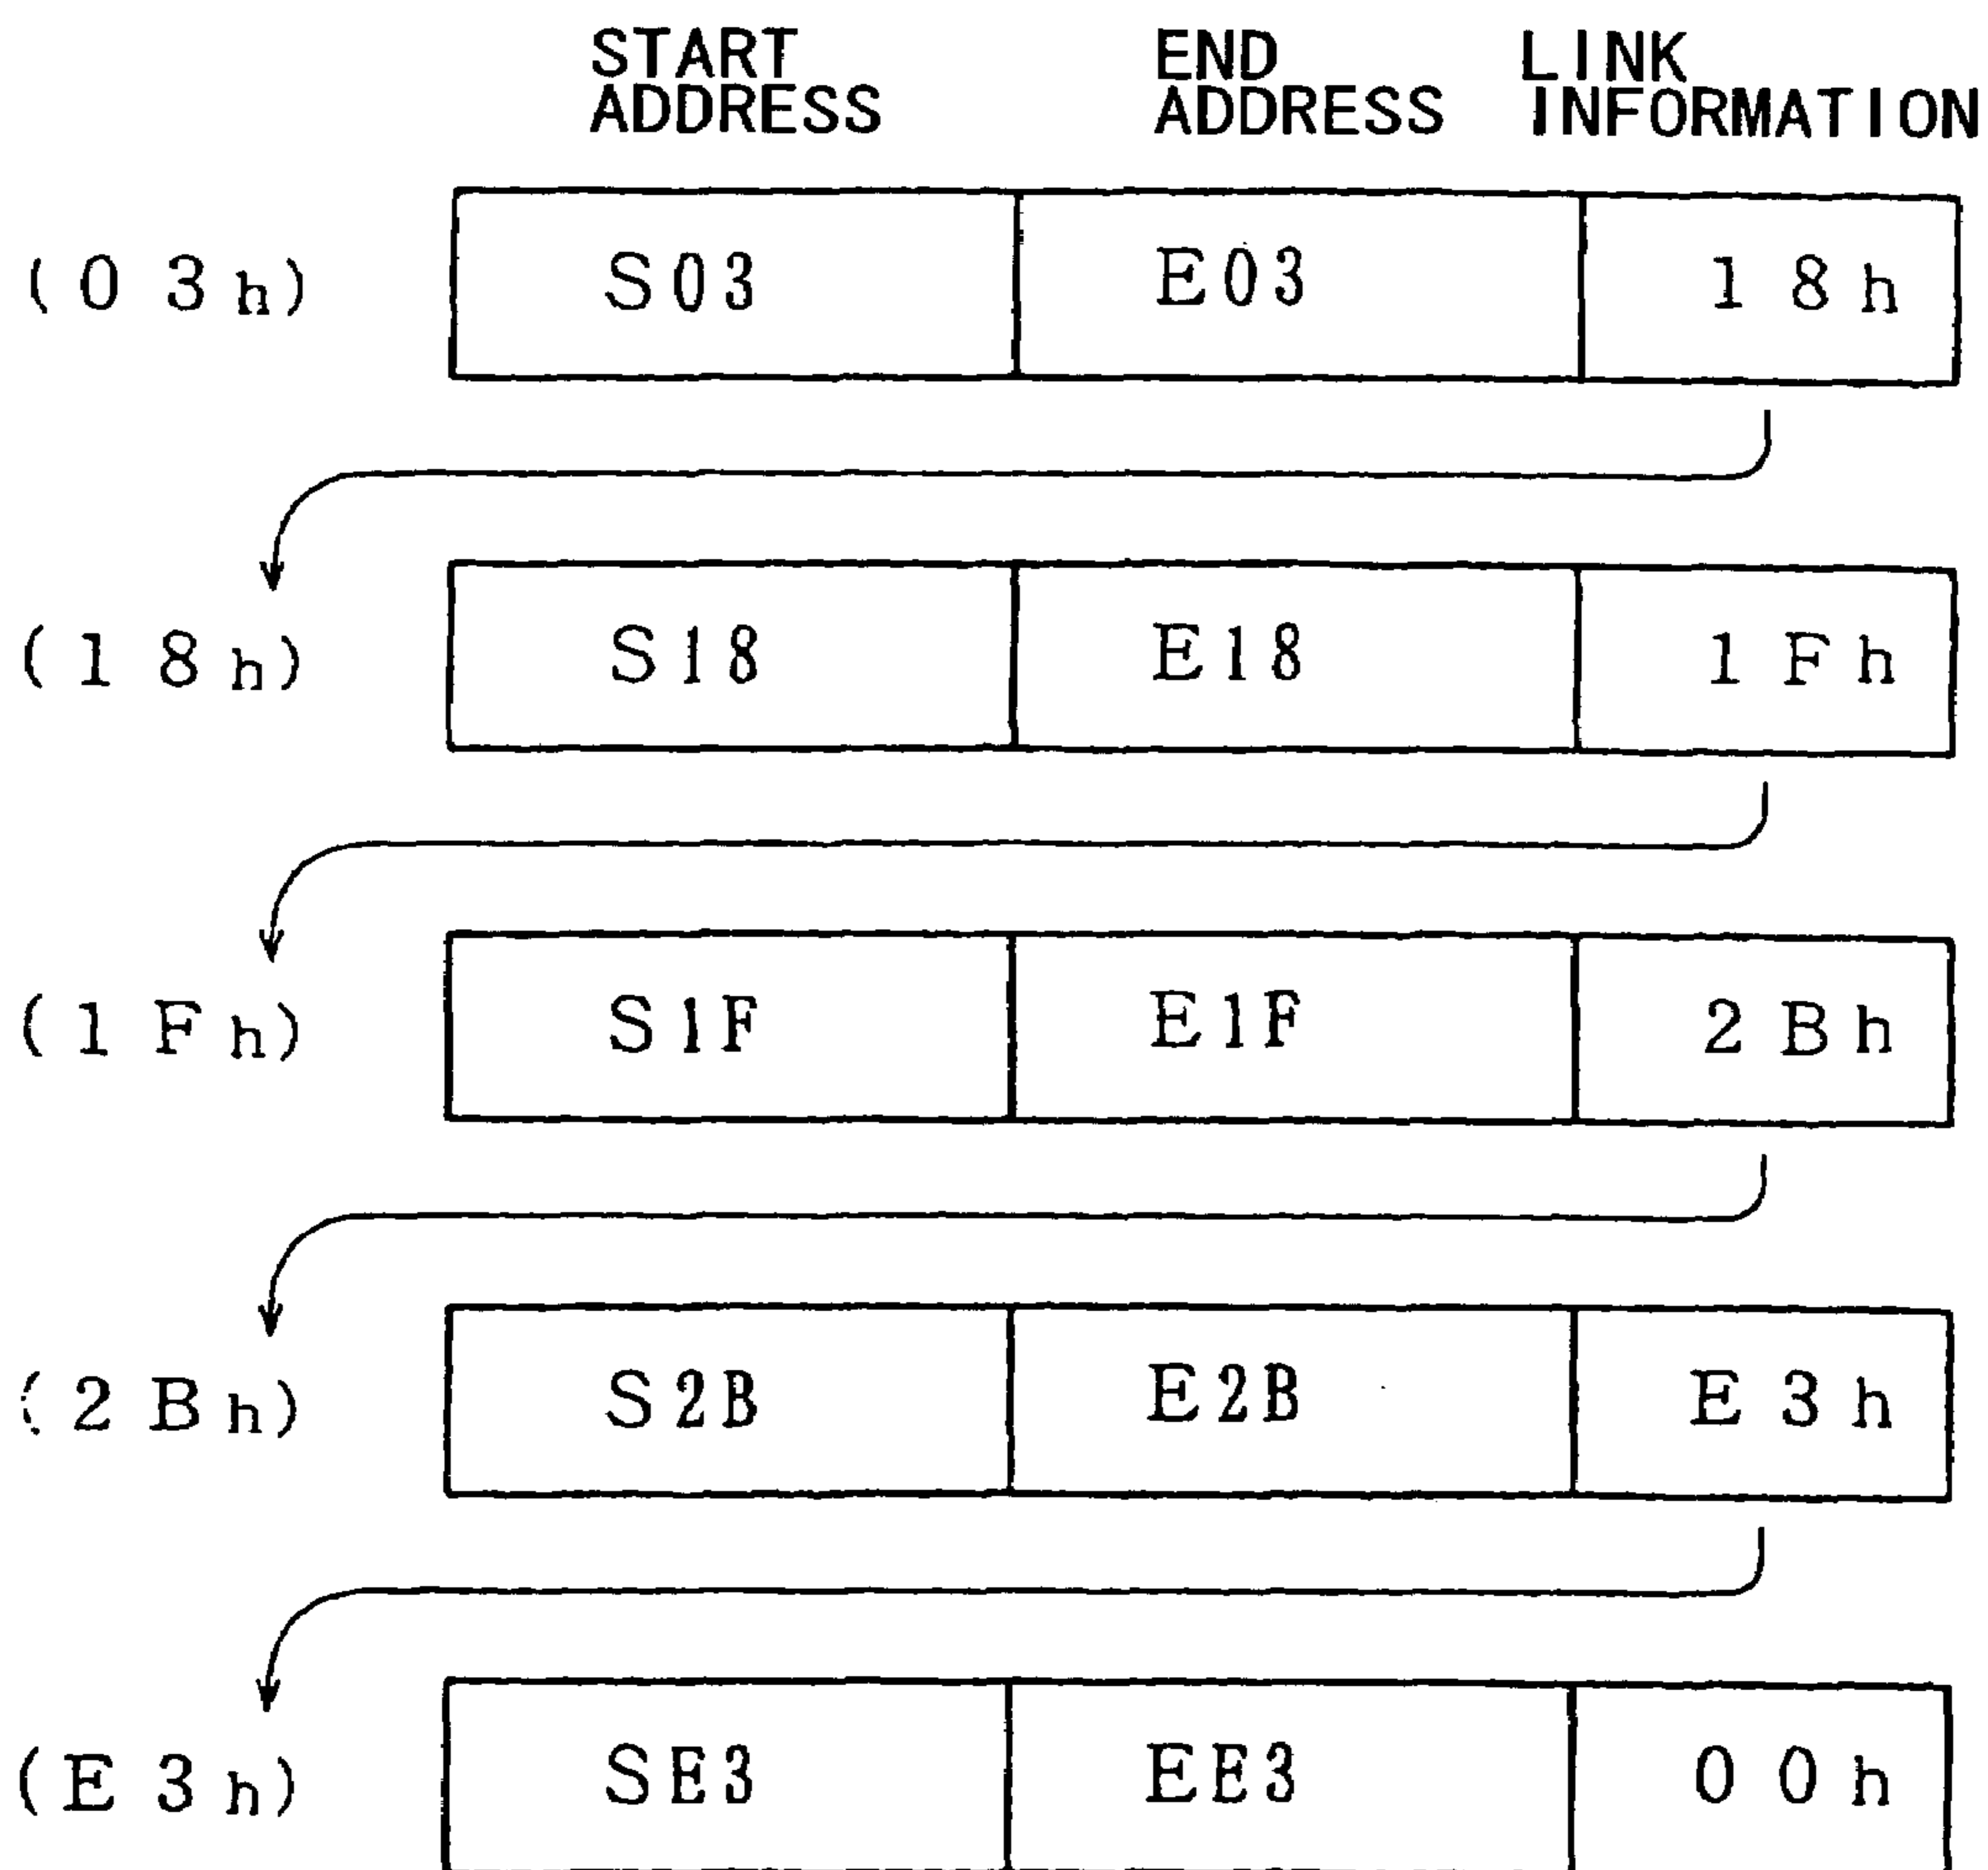 START ADDRESS
END ADDRESS
LINK INFORMATION
(03h) S03 E03 18h
(18h) S18 E18 1Fh
(1Fh) S1F E1F 2Bh
(2Bh) S2B E2B E3h
(E3h) SE3 EE3 00h